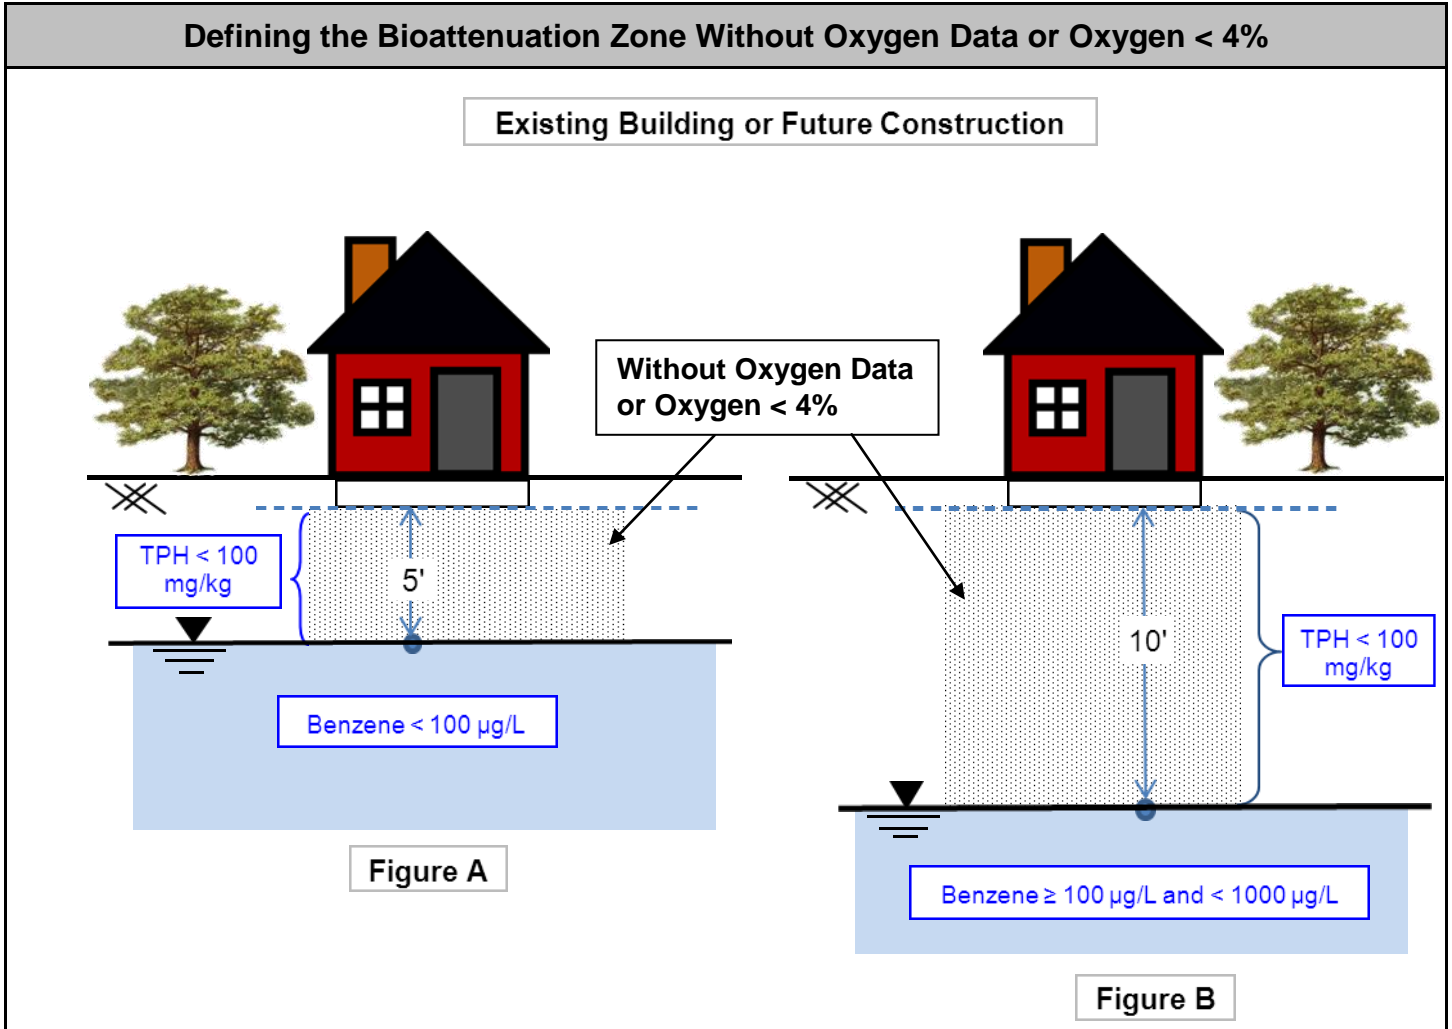 Defining the Bioattenuation Zone Without Oxygen Data or Oxygen < 4%
Existing Building or Future Construction
Without Oxygen Data
or Oxygen < 4%
TPH < 100
mg/kg
5'
Benzene < 100 µg/L
Figure A
10'
TPH < 100
mg/kg
Benzene ≥ 100 µg/L and < 1000 µg/L
Figure B